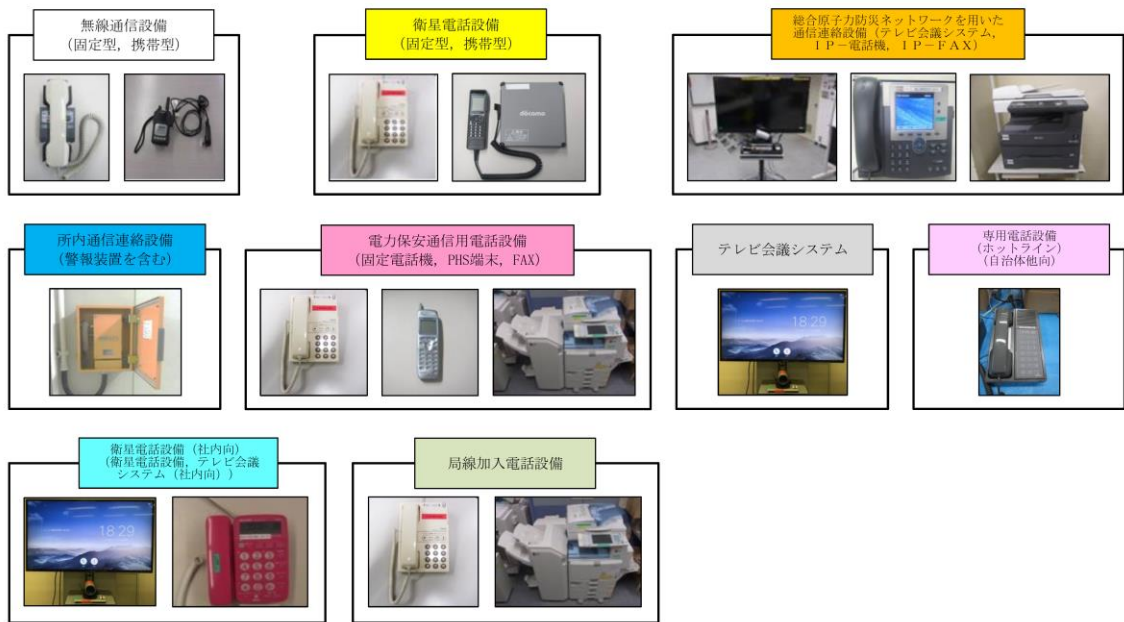 無線通信設備
(固定型,携帯型)
衛星電話設備
(固定型,携帯型)
総合原子力防災ネットワークを用いた
通信連絡設備(テレビ会議システム,
IP-電話機,IP-FAX)
docomo
所内通信連絡設備
(警報装置を含む)
電力保安通信用電話設備
(固定電話機,PHS端末,FAX)
テレビ会議システム
18:29
専用電話設備
(ホットライン)
(自治体他向)
衛星電話設備(社内向)
(衛星電話設備,テレビ会議
システム(社内向))
18:29
局線加入電話設備